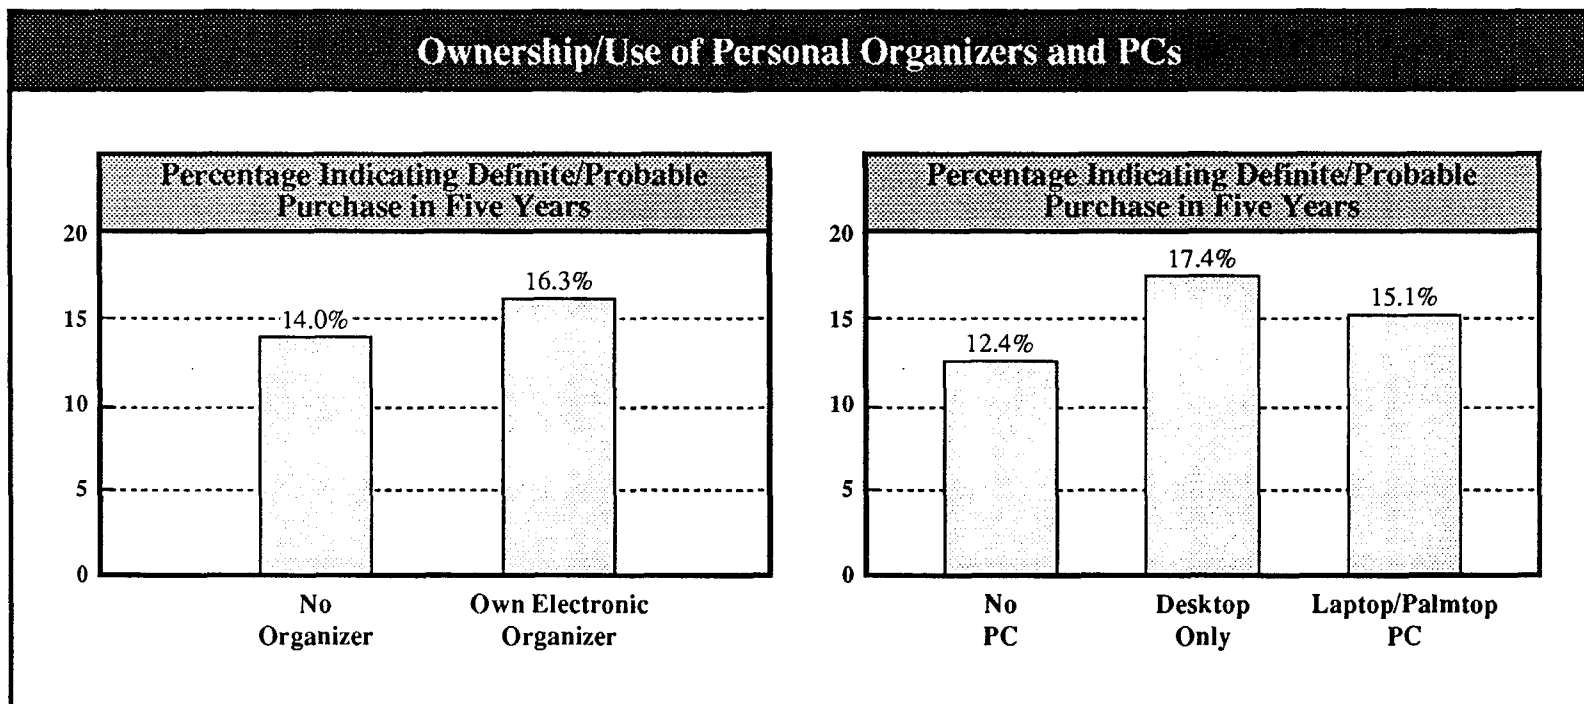 Ownership/Use of Personal Organizers and PCs
Percentage Indicating Definite/Probable
Purchase in Five Years
20
15
10
5
0
14.0%
16.3%
No
Organizer
Own Electronic
Organizer
Percentage Indicating Definite/Probable
Purchase in Five Years
20
15
10
5
0
12.4%
17.4%
15.1%
No
PC
Desktop
Only
Laptop/Palmtop
PC